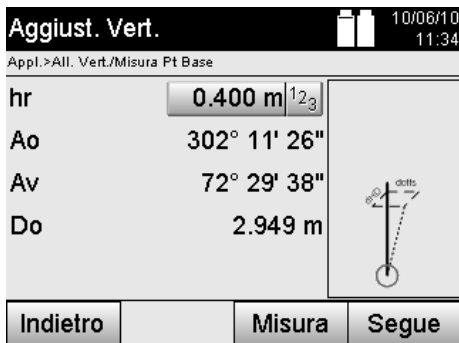 Aggiust. Vert.
10/06/10
11:34
Appl.>All. Vert./Misura Pt Base
hr 0.400 m 123
Ao 302° 11' 26"
Av 72° 29' 38"
Do 2.949 m
Indietro Misura Segue